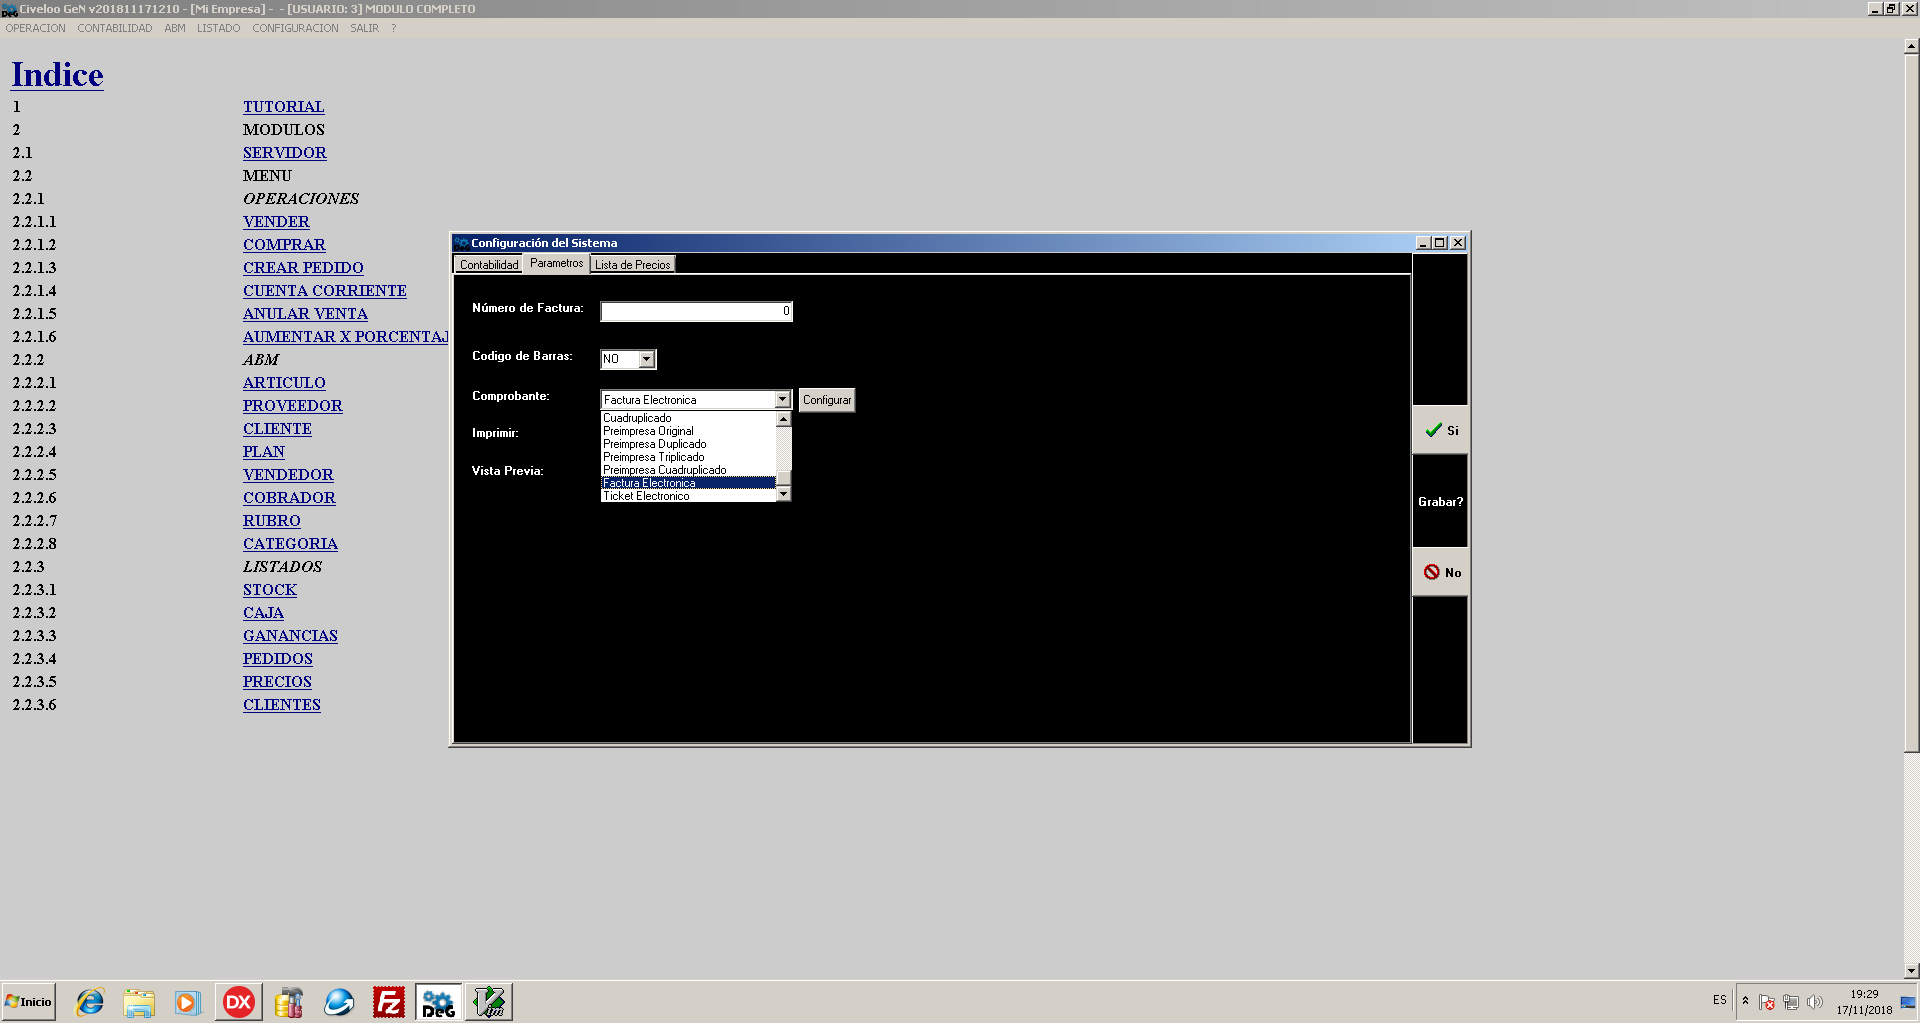 Civeloo GeN v201811171210 - [Mi Empresa] - - [USUARIO: 3] MODULO COMPLETO
OPERACION CONTABILIDAD ABM LISTADO CONFIGURACION SALIR ?
Indice
1 TUTORIAL
2 MODULOS
2.1 SERVIDOR
2.2 MENU
2.2.1 OPERACIONES
2.2.1.1 VENDER
2.2.1.2 COMPRAR
2.2.1.3 CREAR PEDIDO
2.2.1.4 CUENTA CORRIENTE
2.2.1.5 ANULAR VENTA
2.2.1.6 AUMENTAR X PORCENTAJ
2.2.2 ABM
2.2.2.1 ARTICULO
2.2.2.2 PROVEEDOR
2.2.2.3 CLIENTE
2.2.2.4 PLAN
2.2.2.5 VENDEDOR
2.2.2.6 COBRADOR
2.2.2.7 RUBRO
2.2.2.8 CATEGORIA
2.2.3 LISTADOS
2.2.3.1 STOCK
2.2.3.2 CAJA
2.2.3.3 GANANCIAS
2.2.3.4 PEDIDOS
2.2.3.5 PRECIOS
2.2.3.6 CLIENTES
Configuración del Sistema
Contabilidad Parametros Lista de Precios
Número de Factura: 0
Codigo de Barras: NO
Comprobante: Factura Electronica Configurar
Cuadruplicado
Preimpresa Original
Preimpresa Duplicado
Preimpresa Triplicado
Preimpresa Cuadruplicado
Factura Electronica
Ticket Electronico
Imprimir:
Vista Previa:
Si
Grabar?
No
Inicio
DX
FZ
DeG
Vim
ES
19:29
17/11/2018